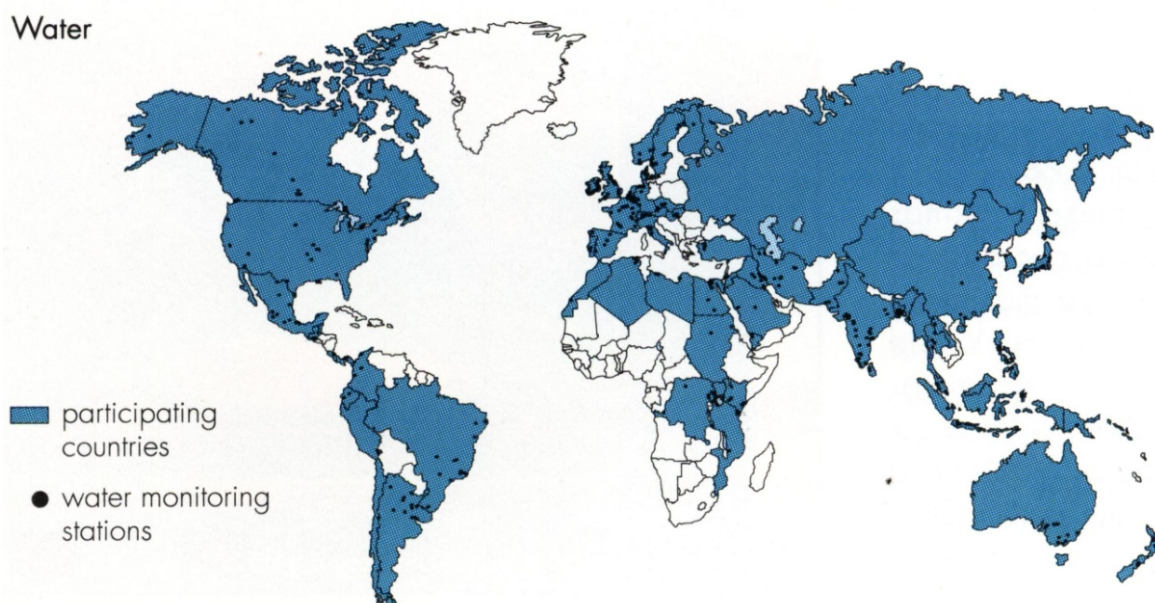 Water
participating
countries
water monitoring
stations